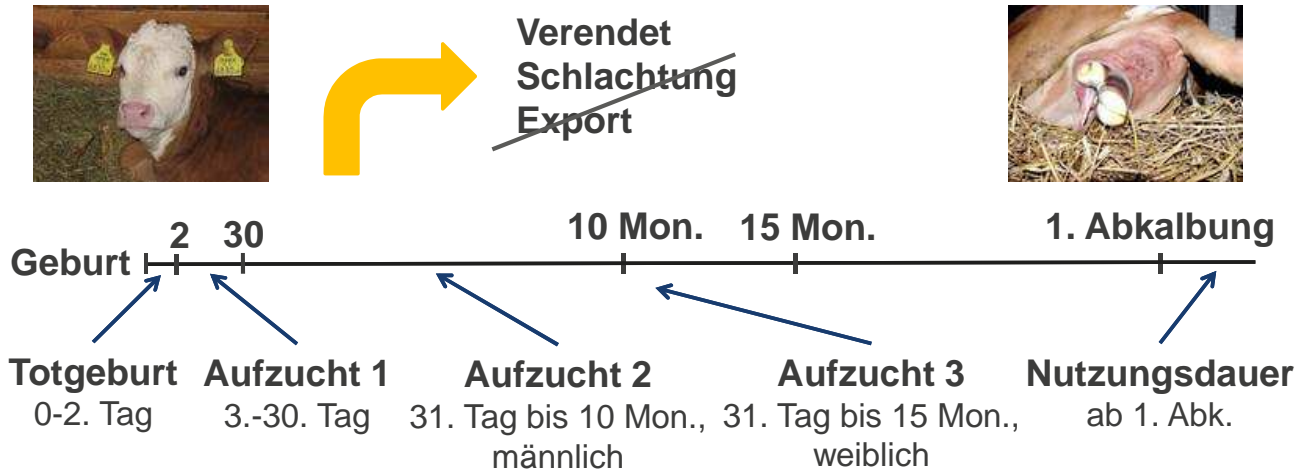 Verendet
Schlachtung
Export
Geburt
2
30
10 Mon.
15 Mon.
1. Abkalbung
Totgeburt
0-2. Tag
Aufzucht 1
3.-30. Tag
Aufzucht 2
31. Tag bis 10 Mon.,
männlich
Aufzucht 3
31. Tag bis 15 Mon.,
weiblich
Nutzungsdauer
ab 1. Abk.